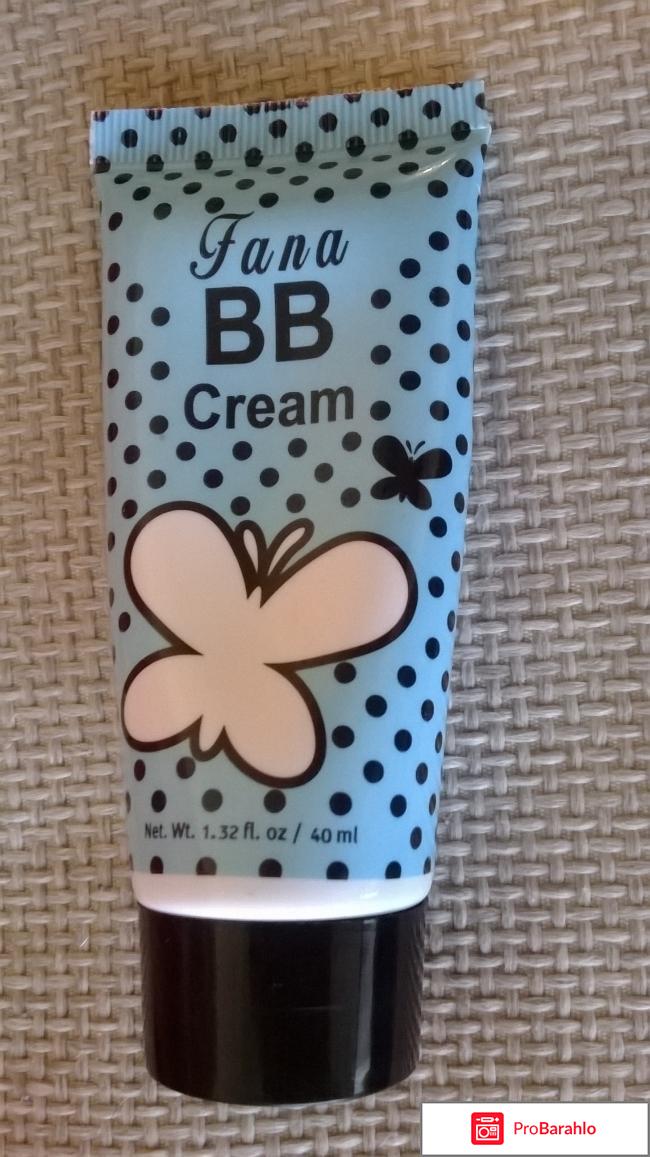 Fana
BB
Cream
Net. Wt. 1.32 fl. oz / 40 ml
ProBarahlo